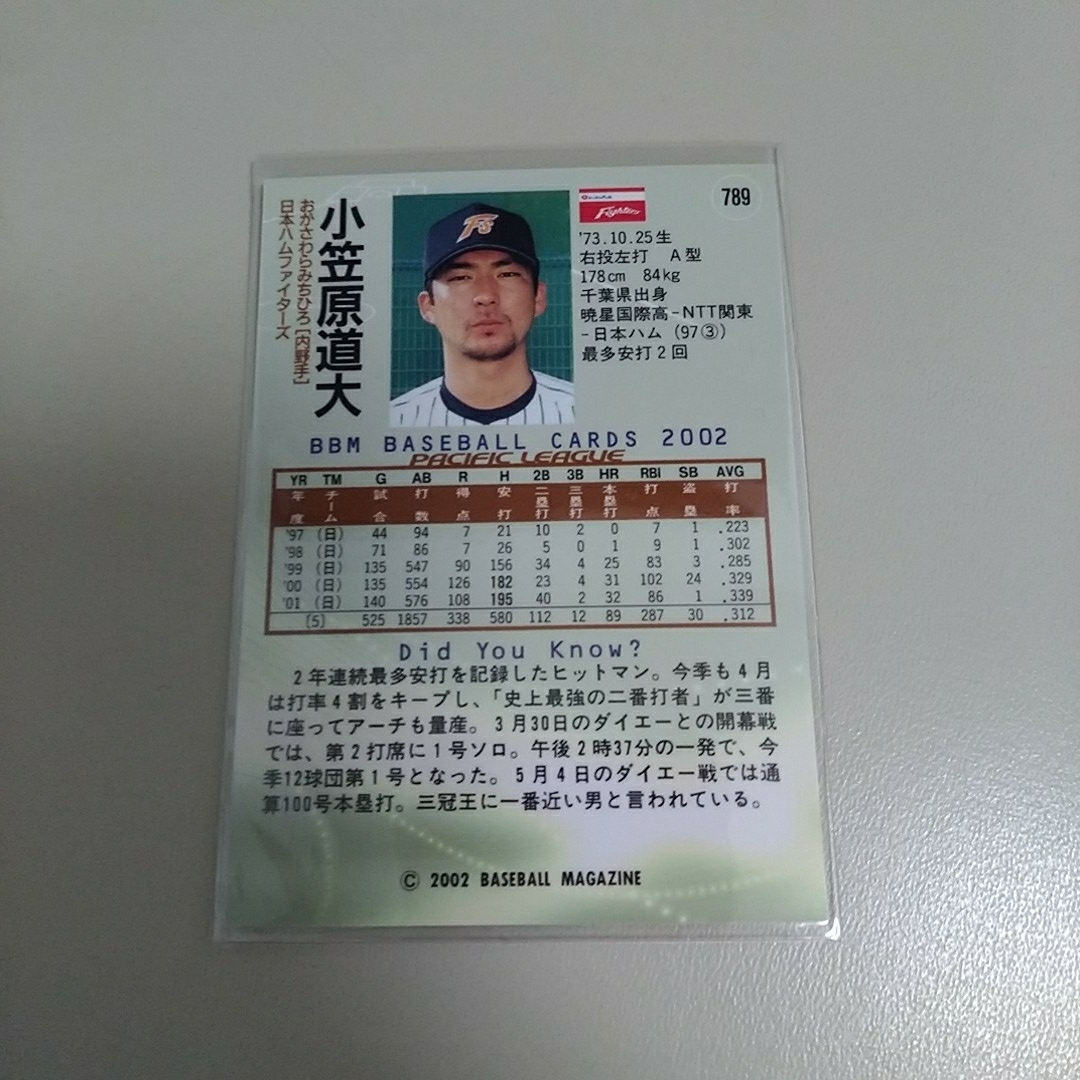 789
小笠原道大
おがさわらみちひろ［内野手］
日本ハムファイターズ
Fs
Fighters
'73.10.25生
右投左打　A型
178cm　84kg
千葉県出身
暁星国際高－NTT関東
－日本ハム（97③）
最多安打2回
BBM BASEBALL CARDS 2002
PACIFIC LEAGUE
YR TM G AB R H 2B 3B HR RBI SB AVG
年度 チーム 試合 打数 得点 安打 二塁打 三塁打 本塁打 打点 盗塁 打率
'97 (日) 44 94 7 21 10 2 0 7 1 .223
'98 (日) 71 86 7 26 5 0 1 9 1 .302
'99 (日) 135 547 90 156 34 4 25 83 3 .285
'00 (日) 135 554 126 182 23 4 31 102 24 .329
'01 (日) 140 576 108 195 40 2 32 86 1 .339
〔5〕 525 1857 338 580 112 12 89 287 30 .312
Did You Know?
2年連続最多安打を記録したヒットマン。今季も4月
は打率4割をキープし、「史上最強の二番打者」が三番
に座ってアーチも量産。3月30日のダイエーとの開幕戦
では、第2打席に1号ソロ。午後2時37分の一発で、今
季12球団第1号となった。5月4日のダイエー戦では通
算100号本塁打。三冠王に一番近い男と言われている。
© 2002 BASEBALL MAGAZINE